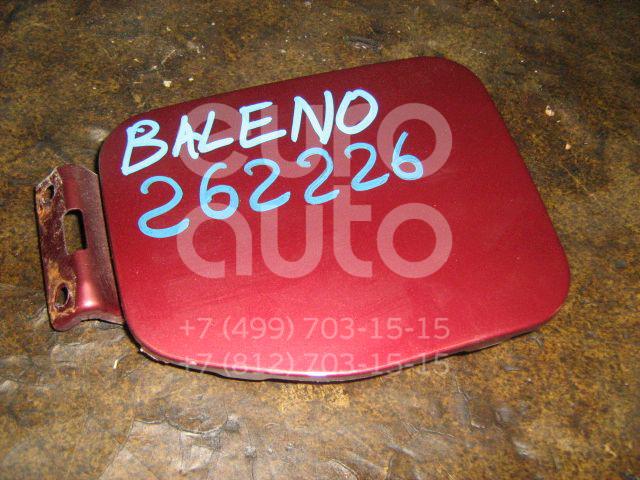 BALENO
262226
euro
auto
+7 (499) 703-15-15
+7 (812) 703-15-15